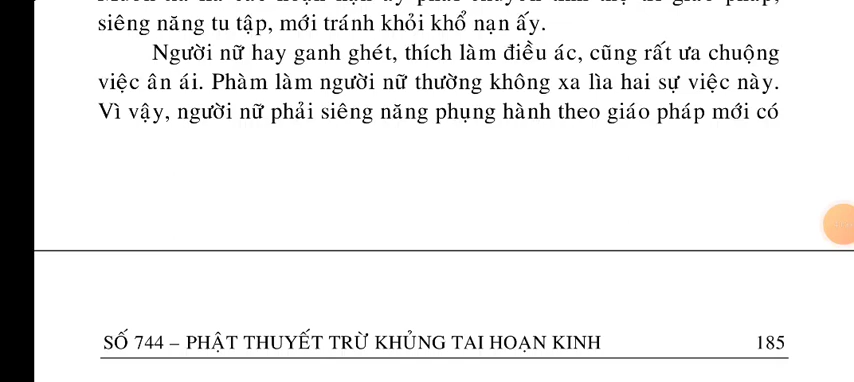 siêng năng tu tập, mới tránh khỏi khổ nạn ấy.
Người nữ hay ganh ghét, thích làm điều ác, cũng rất ưa chuộng
việc ân ái. Phàm làm người nữ thường không xa lìa hai sự việc này.
Vì vậy, người nữ phải siêng năng phụng hành theo giáo pháp mới có
SỐ 744 – PHẬT THUYẾT TRỪ KHỦNG TAI HOẠN KINH 185